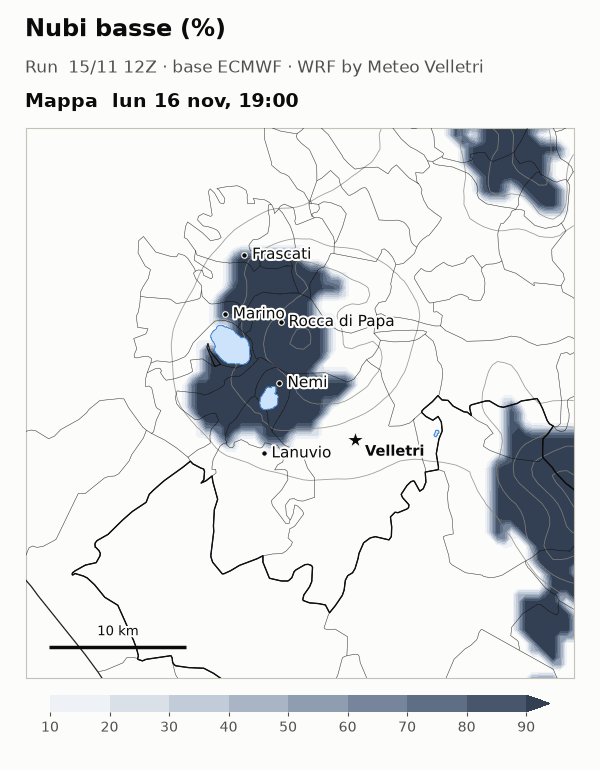 Nubi basse (%)
Run  15/11 12Z · base ECMWF · WRF by Meteo Velletri
Mappa  lun 16 nov, 19:00
Frascati
Marino
Rocca di Papa
Nemi
Velletri
Lanuvio
10 km
10 20 30 40 50 60 70 80 90